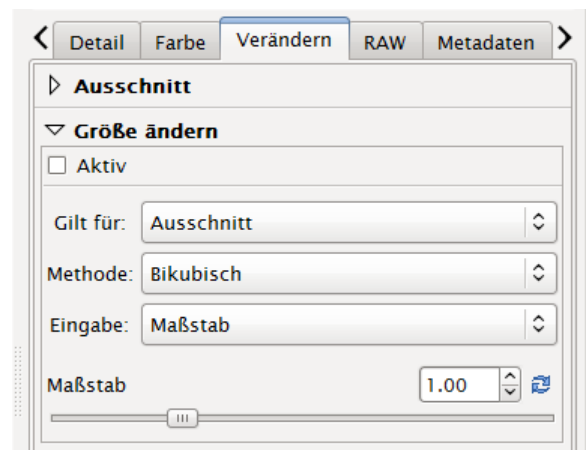 Detail Farbe Verändern RAW Metadaten
Ausschnitt
Größe ändern
Aktiv
Gilt für: Ausschnitt
Methode: Bikubisch
Eingabe: Maßstab
Maßstab 1.00